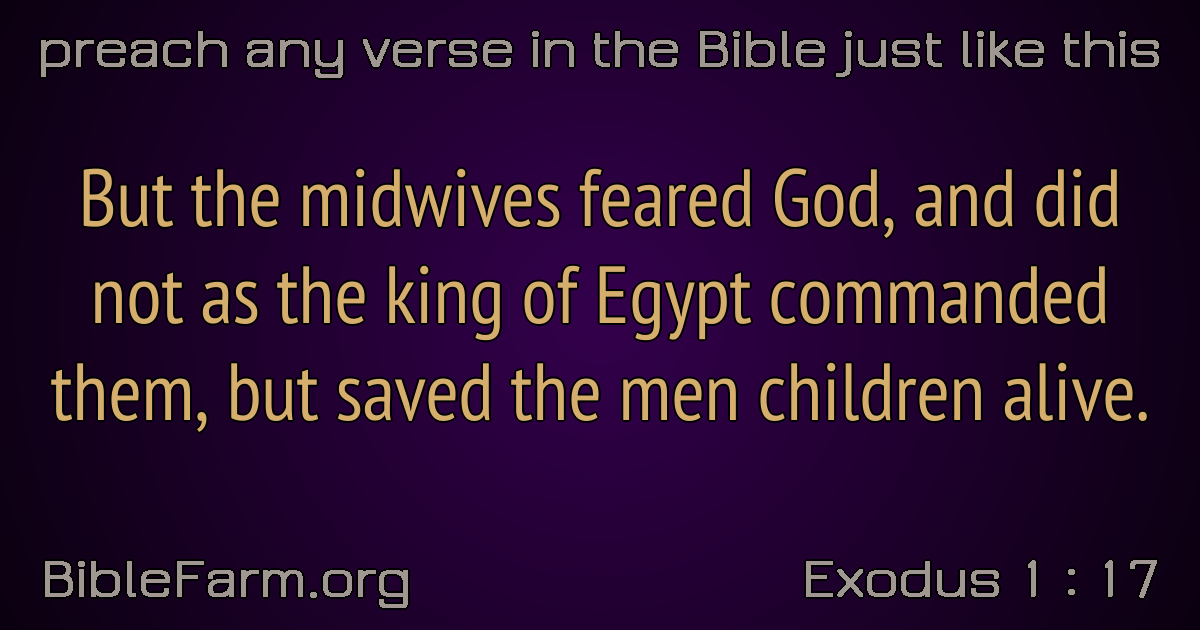 preach any verse in the Bible just like this
But the midwives feared God, and did
not as the king of Egypt commanded
them, but saved the men children alive.
BibleFarm.org
Exodus 1 : 17